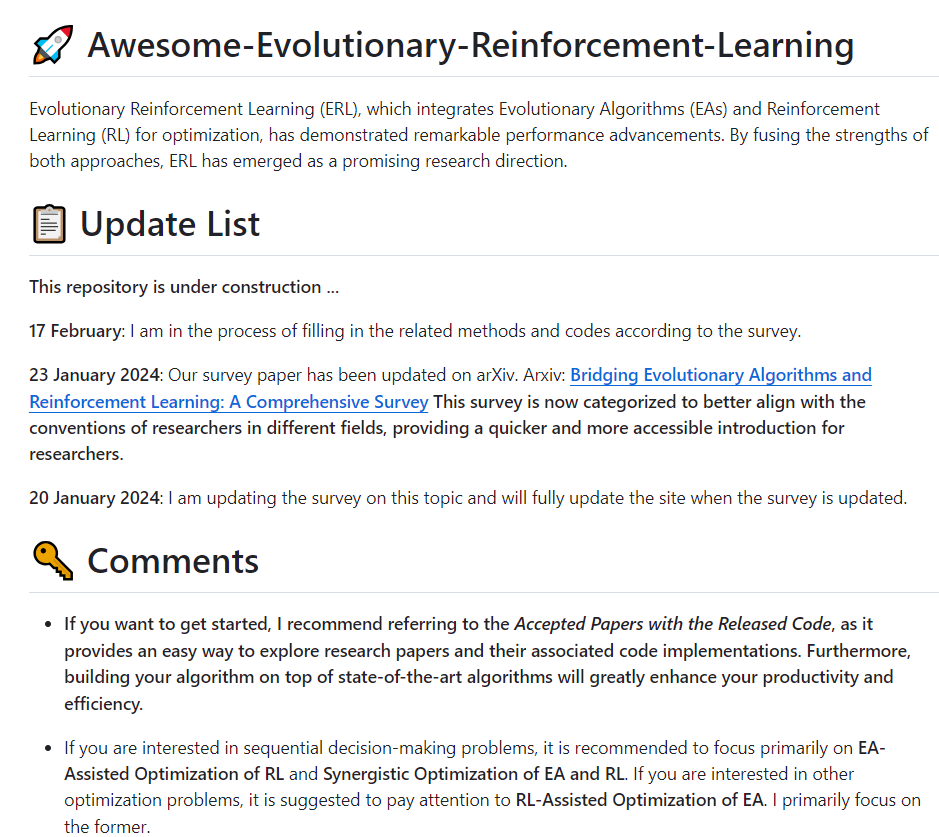 Awesome-Evolutionary-Reinforcement-Learning
Evolutionary Reinforcement Learning (ERL), which integrates Evolutionary Algorithms (EAs) and Reinforcement
Learning (RL) for optimization, has demonstrated remarkable performance advancements. By fusing the strengths of
both approaches, ERL has emerged as a promising research direction.
Update List
This repository is under construction ...
17 February: I am in the process of filling in the related methods and codes according to the survey.
23 January 2024: Our survey paper has been updated on arXiv. Arxiv: Bridging Evolutionary Algorithms and
Reinforcement Learning: A Comprehensive Survey This survey is now categorized to better align with the
conventions of researchers in different fields, providing a quicker and more accessible introduction for
researchers.
20 January 2024: I am updating the survey on this topic and will fully update the site when the survey is updated.
Comments
• If you want to get started, I recommend referring to the Accepted Papers with the Released Code, as it
provides an easy way to explore research papers and their associated code implementations. Furthermore,
building your algorithm on top of state-of-the-art algorithms will greatly enhance your productivity and
efficiency.
• If you are interested in sequential decision-making problems, it is recommended to focus primarily on EA-
Assisted Optimization of RL and Synergistic Optimization of EA and RL. If you are interested in other
optimization problems, it is suggested to pay attention to RL-Assisted Optimization of EA. I primarily focus on
the former.